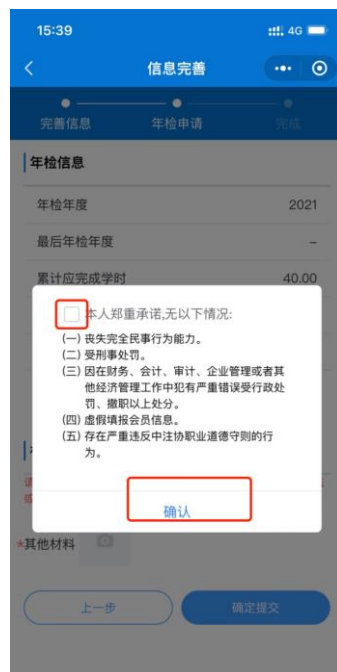 15:39
4G
信息完善
完善信息
年检申请
完成
年检信息
年检年度 2021
最后年检年度 –
累计应完成学时 40.00
本人郑重承诺,无以下情况:
(一) 丧失完全民事行为能力。
(二) 受刑事处罚。
(三) 因在财务、会计、审计、企业管理或者其
他经济管理工作中犯有严重错误受行政处
罚、撤职以上处分。
(四) 虚假填报会员信息。
(五) 存在严重违反中注协职业道德守则的行
为。
确认
*其他材料
上一步
确定提交